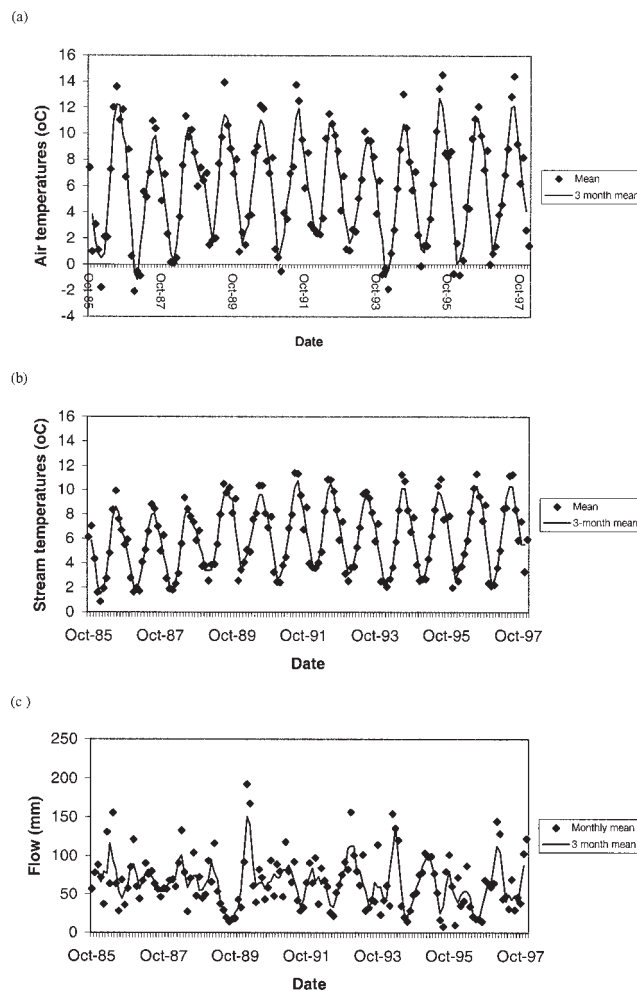 (a)
16
14
12
10
8
6
4
2
0
-2
-4
Air temperatures (oC)
Oct-85
Oct-87
Oct-89
Oct-91
Oct-93
Oct-95
Oct-97
Date
Mean
3 month mean
(b)
16
14
12
10
8
6
4
2
0
Stream temperatures (oC)
Oct-85
Oct-87
Oct-89
Oct-91
Oct-93
Oct-95
Oct-97
Date
Mean
3-month mean
(c )
250
200
150
100
50
0
Flow (mm)
Oct-85
Oct-87
Oct-89
Oct-91
Oct-93
Oct-95
Oct-97
Date
Monthly mean
3 month mean